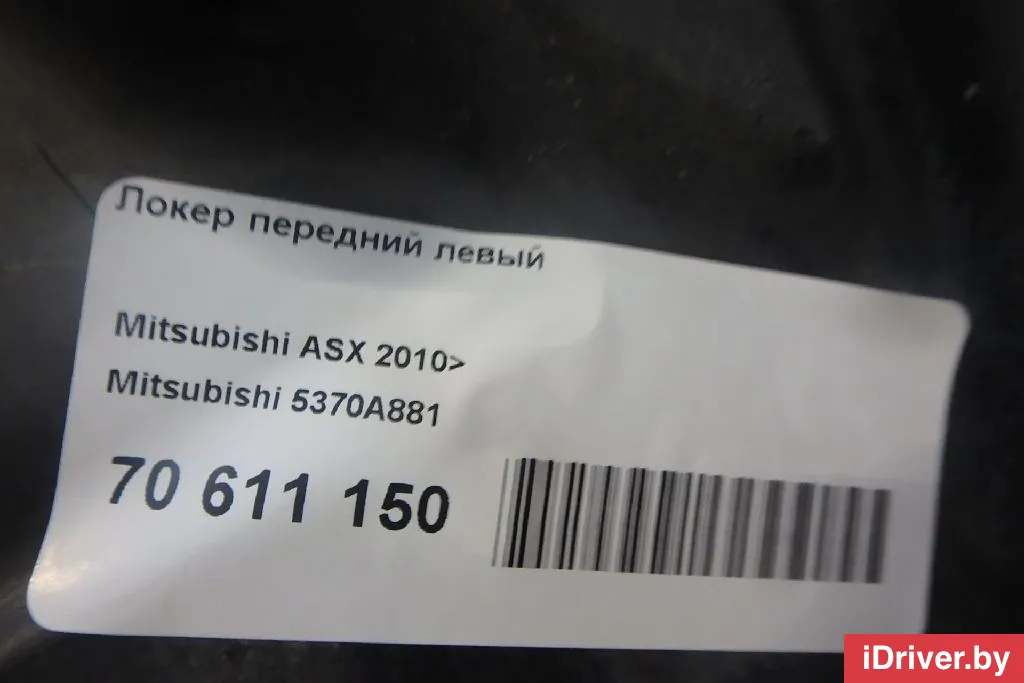 Локер передний левый
Mitsubishi ASX 2010>
Mitsubishi 5370A881
70 611 150
iDriver.by